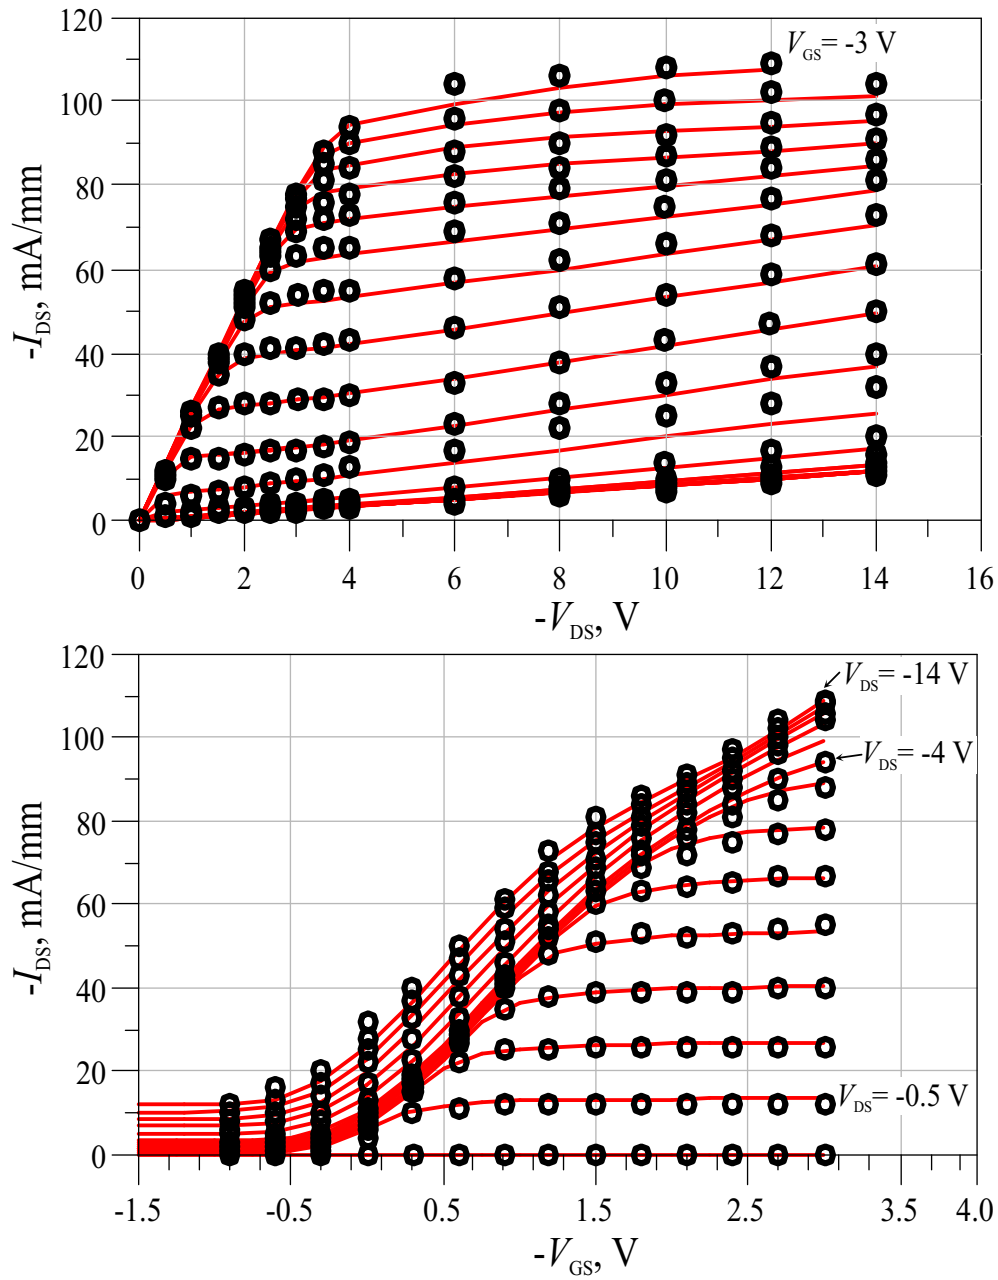 120
V_GS= -3 V
100
80
60
40
20
0
-I_DS, mA/mm
0 2 4 6 8 10 12 14 16
-V_DS, V
120
V_DS= -14 V
100
V_DS= -4 V
80
60
40
20
V_DS= -0.5 V
0
-I_DS, mA/mm
-1.5 -0.5 0.5 1.5 2.5 3.5 4.0
-V_GS, V